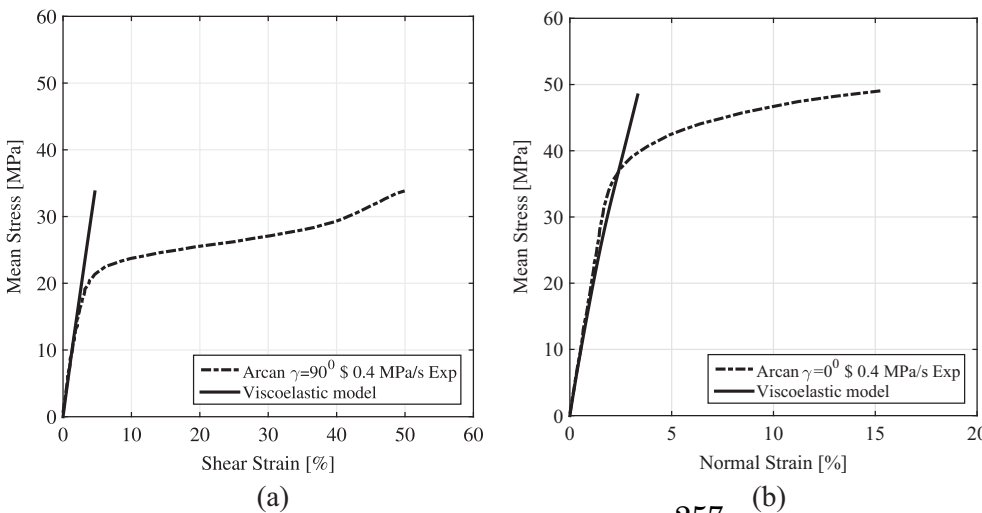 60
50
40
30
20
10
0
Mean Stress [MPa]
Arcan γ=90⁰ $ 0.4 MPa/s Exp
Viscoelastic model
0 10 20 30 40 50 60
Shear Strain [%]
(a)
60
50
40
30
20
10
0
Mean Stress [MPa]
Arcan γ=0⁰ $ 0.4 MPa/s Exp
Viscoelastic model
0 5 10 15 20
Normal Strain [%]
(b)